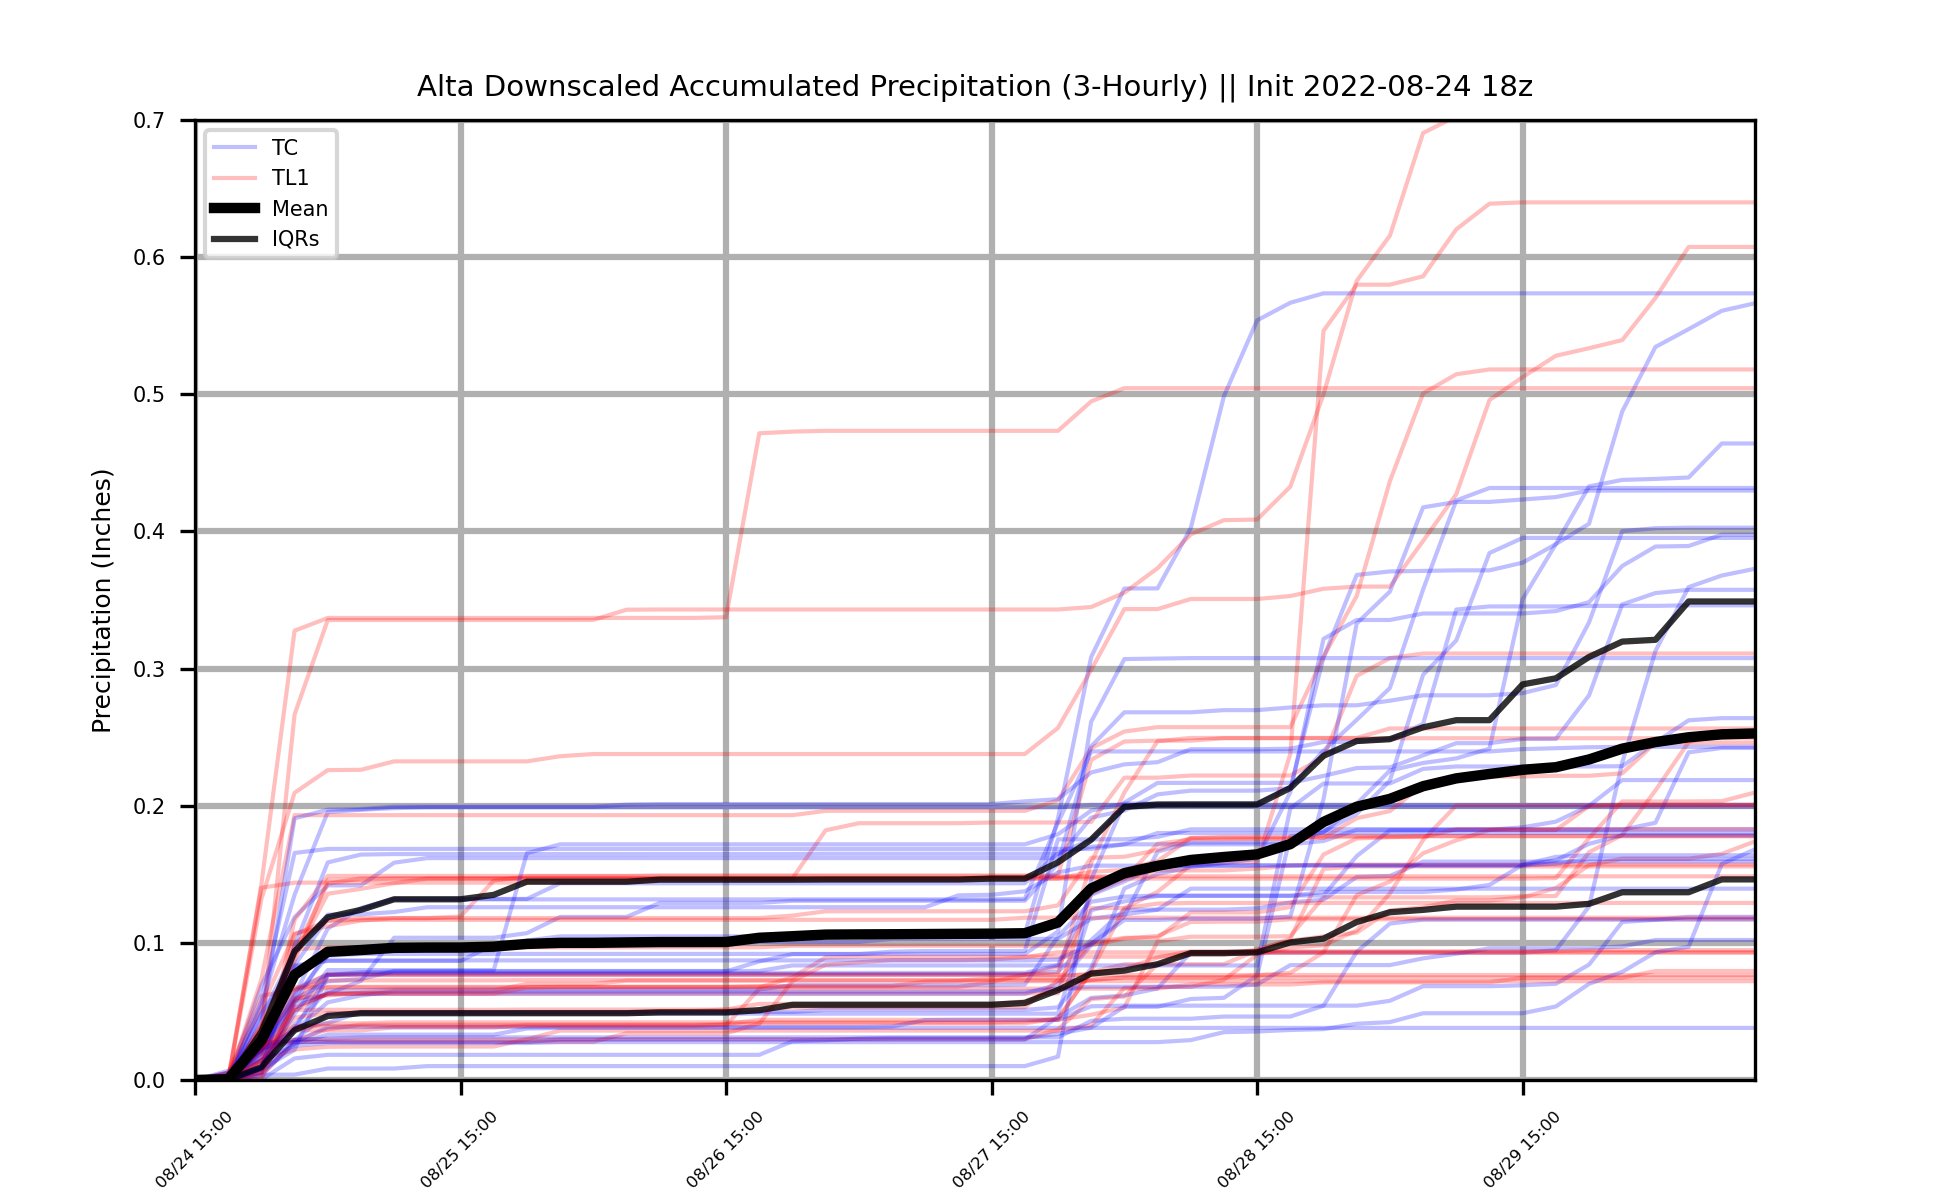 Alta Downscaled Accumulated Precipitation (3-Hourly) || Init 2022-08-24 18z
TC
TL1
Mean
IQRs
Precipitation (Inches)
0.7
0.6
0.5
0.4
0.3
0.2
0.1
0.0
08/24 15:00
08/25 15:00
08/26 15:00
08/27 15:00
08/28 15:00
08/29 15:00